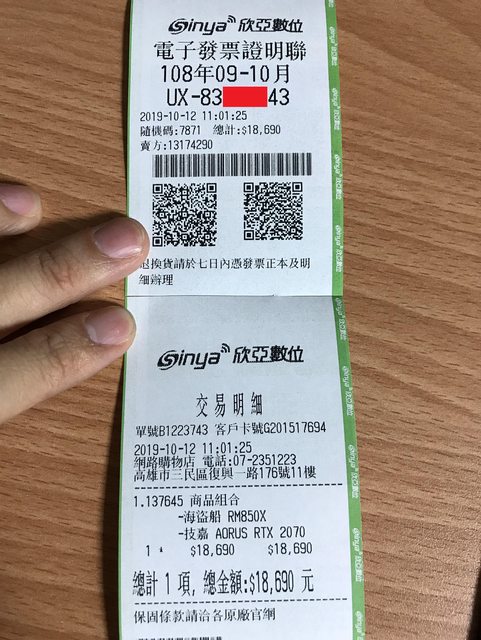 Sinya 欣亞數位
電子發票證明聯
108年09-10月
UX-83 43
2019-10-12 11:01:25
隨機碼:7871 總計:$18,690
賣方:13174290
退換貨請於七日內憑發票正本及明
細辦理
Sinya 欣亞數位
交易明細
單號B1223743 客戶卡號G201517694
2019-10-12 11:01:25
網路購物店 電話:07-2351223
高雄市三民區復興一路176號11樓
1.137645 商品組合
-海盜船 RM850X
-技嘉 AORUS RTX 2070
1 * $18,690 $18,690
總計 1 項, 總金額:$18,690 元
保固條款請洽各原廠官網